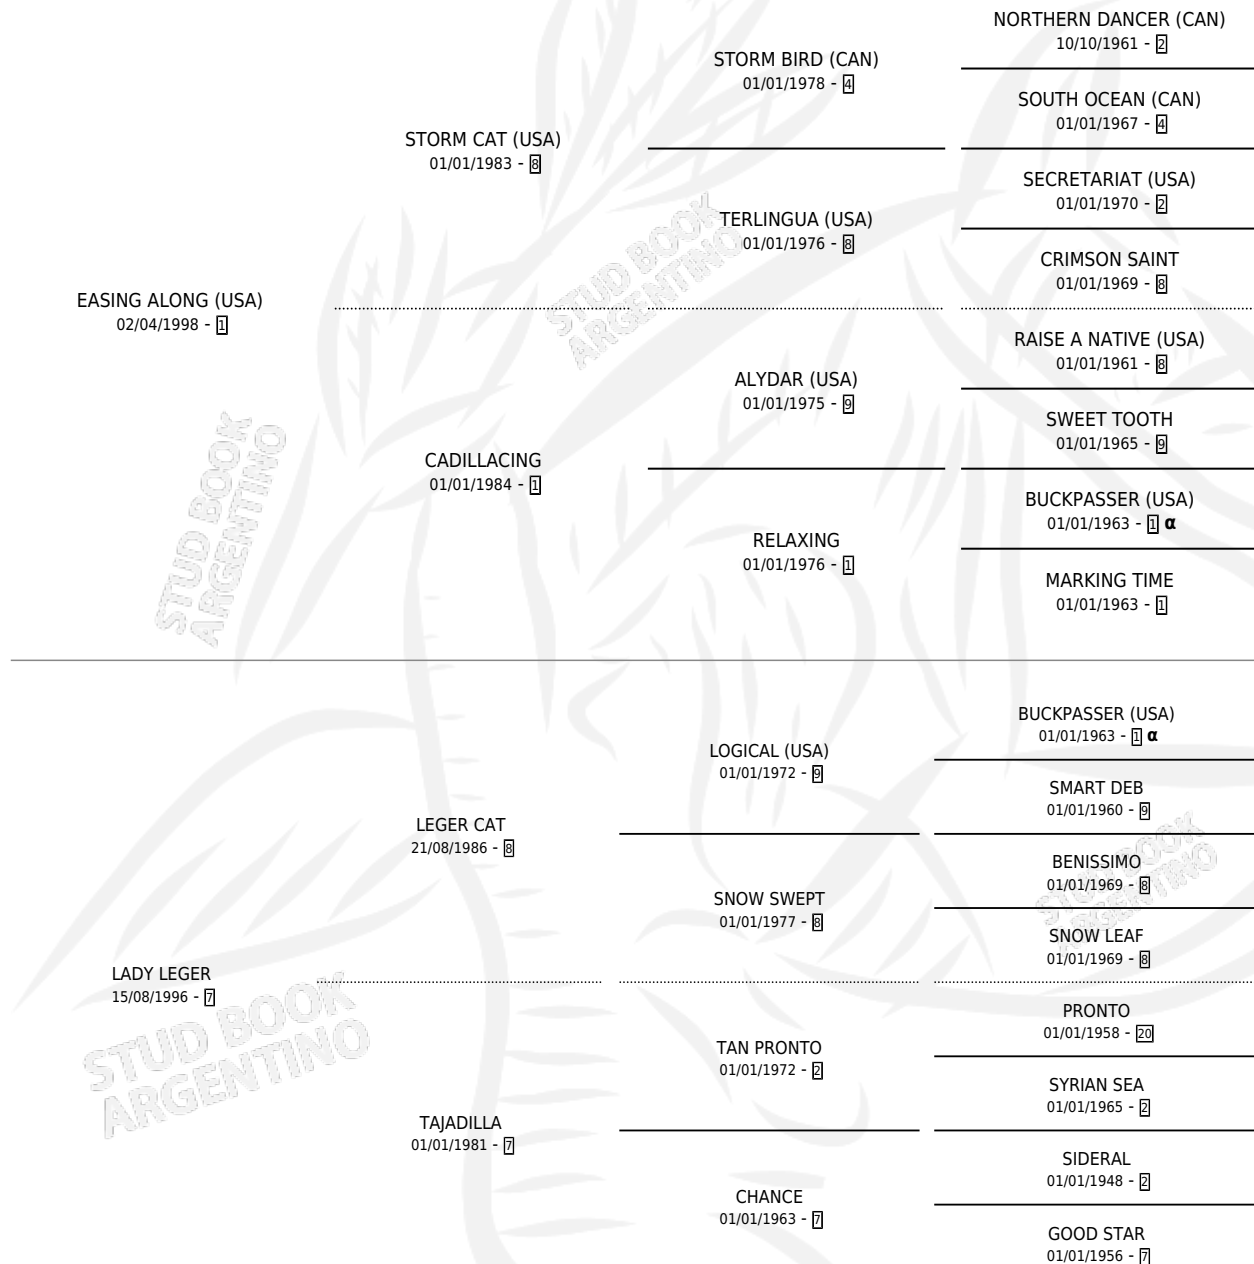 NORTHERN DANCER (CAN)
10/10/1961 - 2
STORM BIRD (CAN)
01/01/1978 - 4
SOUTH OCEAN (CAN)
01/01/1967 - 4
STORM CAT (USA)
01/01/1983 - 8
SECRETARIAT (USA)
01/01/1970 - 2
TERLINGUA (USA)
01/01/1976 - 8
CRIMSON SAINT
01/01/1969 - 8
EASING ALONG (USA)
02/04/1998 - 1
RAISE A NATIVE (USA)
01/01/1961 - 8
ALYDAR (USA)
01/01/1975 - 9
SWEET TOOTH
01/01/1965 - 9
CADILLACING
01/01/1984 - 1
BUCKPASSER (USA)
01/01/1963 - 1 α
RELAXING
01/01/1976 - 1
MARKING TIME
01/01/1963 - 1
BUCKPASSER (USA)
01/01/1963 - 1 α
LOGICAL (USA)
01/01/1972 - 9
SMART DEB
01/01/1960 - 9
LEGER CAT
21/08/1986 - 8
BENISSIMO
01/01/1969 - 8
SNOW SWEPT
01/01/1977 - 8
SNOW LEAF
01/01/1969 - 8
LADY LEGER
15/08/1996 - 7
PRONTO
01/01/1958 - 20
TAN PRONTO
01/01/1972 - 2
SYRIAN SEA
01/01/1965 - 2
TAJADILLA
01/01/1981 - 7
SIDERAL
01/01/1948 - 2
CHANCE
01/01/1963 - 7
GOOD STAR
01/01/1956 - 7
STUD BOOK
ARGENTINO
STUD BOOK
ARGENTINO
STUD BOOK
ARGENTINO
STUD BOOK
ARGENTINO